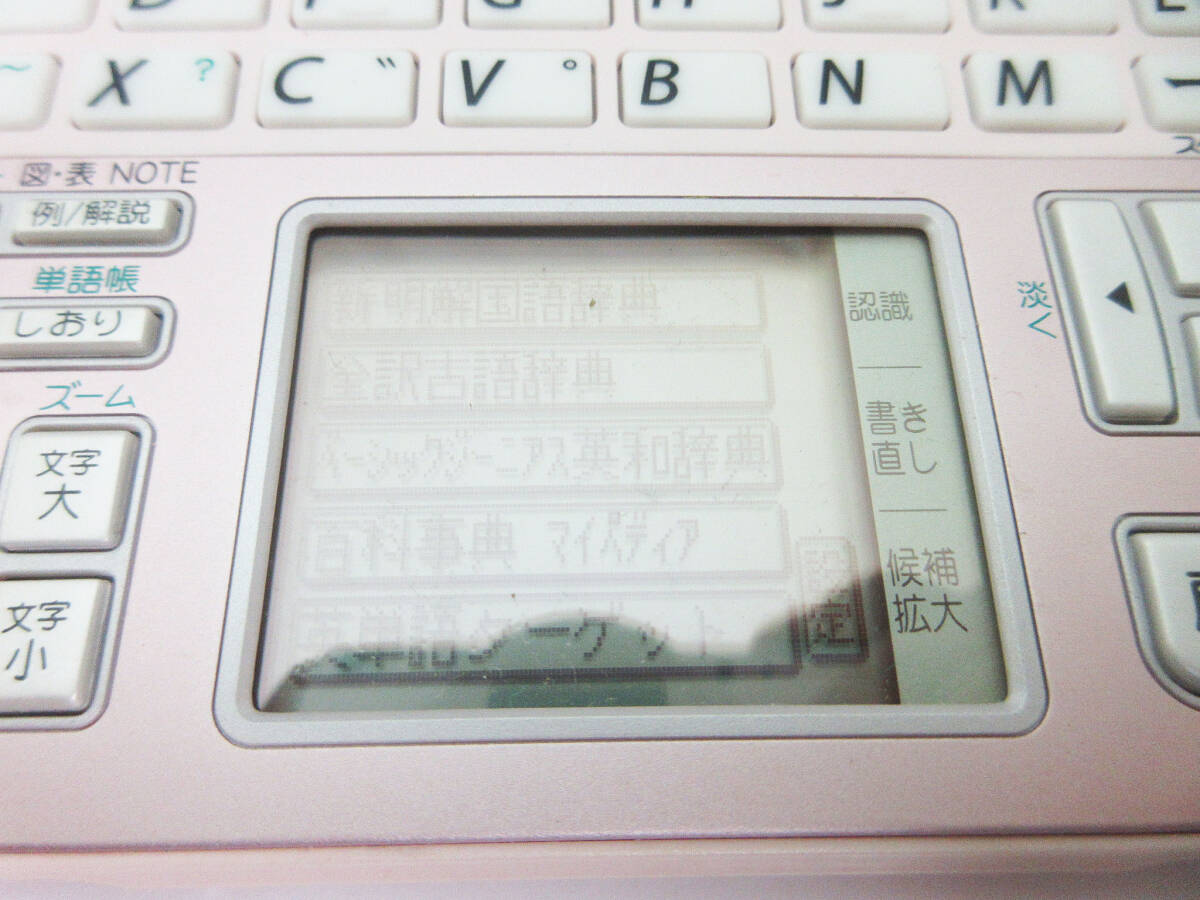 X ? C ゛ V ゜ B N M ー
図・表 NOTE
例/解説
単語帳
しおり
ズーム
文字
大
文字
小
新明解国語辞典
全訳古語辞典
ベーシックジーニアス英和辞典
百科事典 マイペディア
英単語ターゲット
設定
認識
書き
直し
候補
拡大
淡く